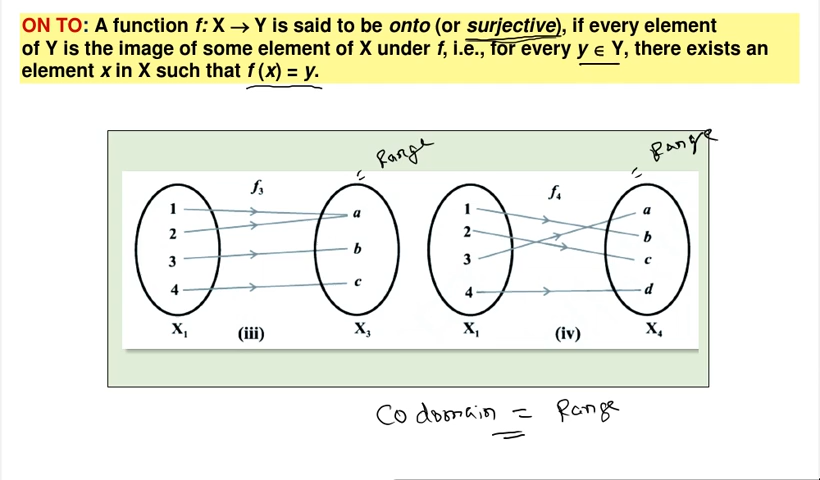 ON TO: A function f: X → Y is said to be onto (or surjective), if every element
of Y is the image of some element of X under f, i.e., for every y ∈ Y, there exists an
element x in X such that f (x) = y.
= Range
= Range
f₃
f₄
1 a 1 a
2 2 b
3 b 3 c
4 c 4 d
X₁ (iii) X₃ X₁ (iv) X₄
Co domain = Range